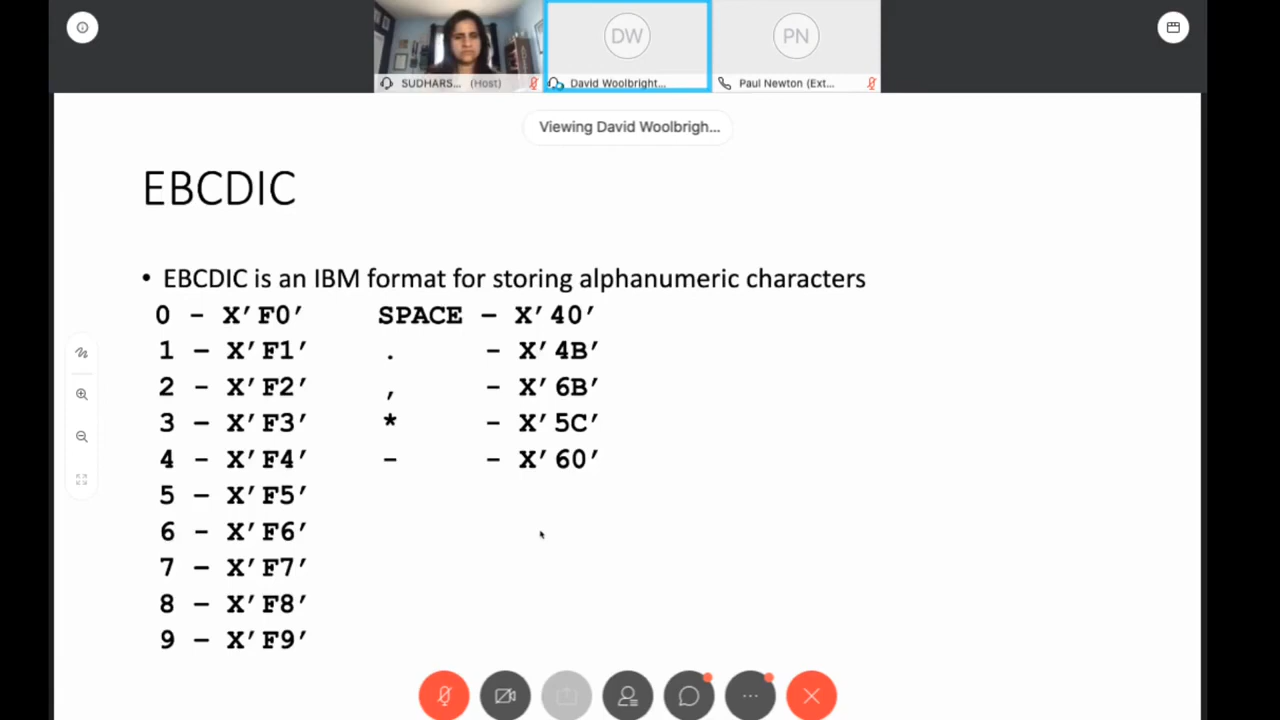 DW
PN
SUDHARS... (Host)
David Woolbright...
Paul Newton (Ext...
Viewing David Woolbrigh...
EBCDIC
• EBCDIC is an IBM format for storing alphanumeric characters
0 – X’F0’ SPACE – X’40’
1 – X’F1’ . – X’4B’
2 – X’F2’ , – X’6B’
3 – X’F3’ * – X’5C’
4 – X’F4’ – – X’60’
5 – X’F5’
6 – X’F6’
7 – X’F7’
8 – X’F8’
9 – X’F9’